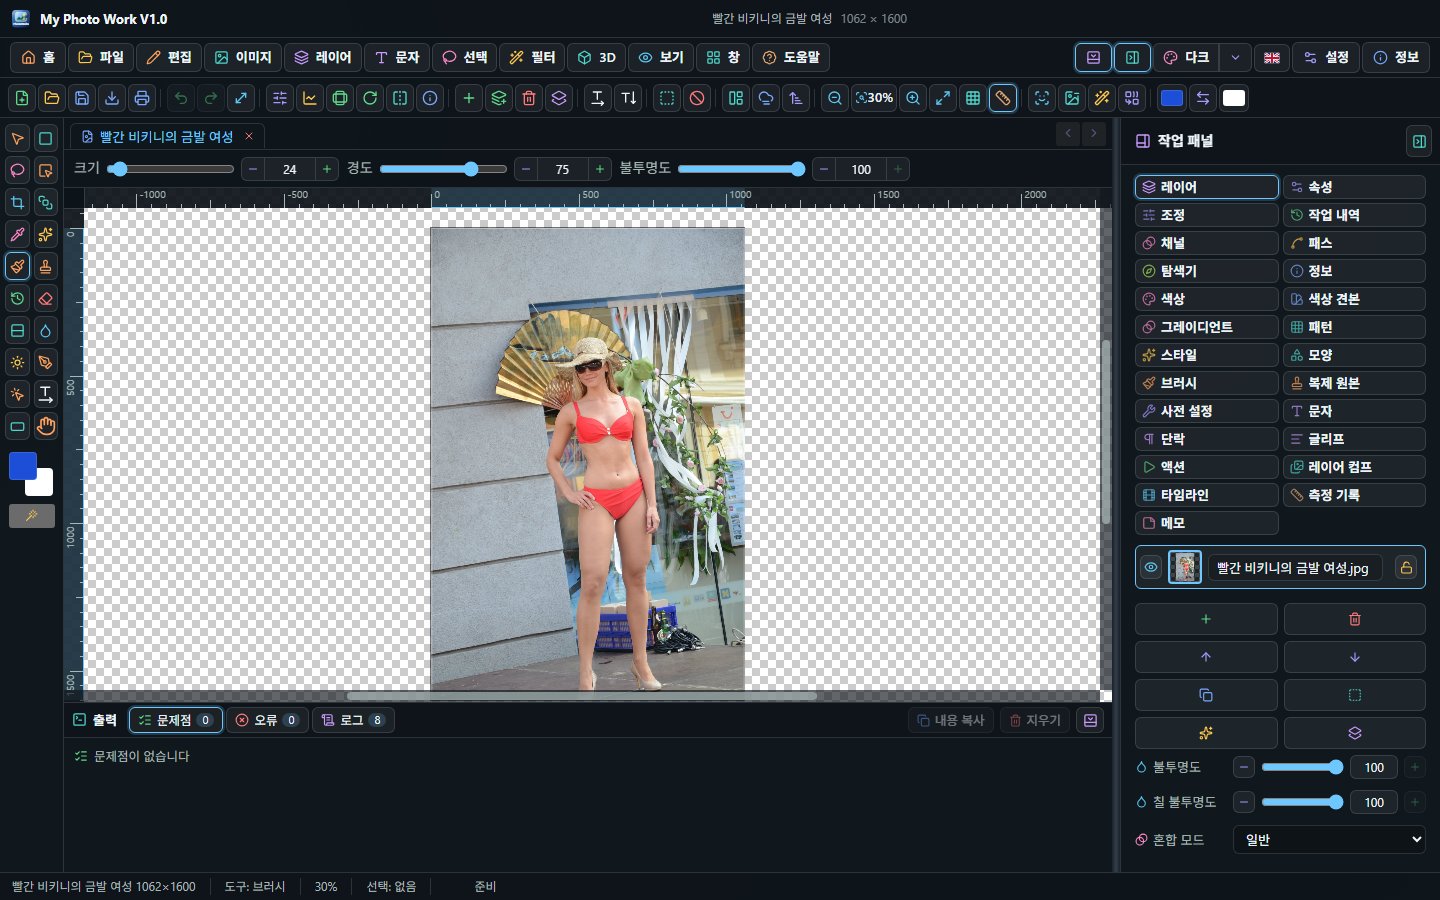 My Photo Work V1.0
빨간 비키니의 금발 여성 1062 × 1600
홈 파일 편집 이미지 레이어 문자 선택 필터 3D 보기 창 도움말 다크 설정 정보
30%
빨간 비키니의 금발 여성 ×
크기 − 24 + 경도 − 75 + 불투명도 − 100 +
-1000 -500 0 500 1000 1500 2000
0
500
1000
1500
작업 패널
레이어 속성
조정 작업 내역
채널 패스
탐색기 정보
색상 색상 견본
그레이디언트 패턴
스타일 모양
브러시 복제 원본
사전 설정 문자
단락 글리프
액션 레이어 컴프
타임라인 측정 기록
메모
빨간 비키니의 금발 여성.jpg
불투명도 − 100 +
칠 불투명도 − 100 +
혼합 모드 일반
출력 문제점 0 오류 0 로그 8 내용 복사 지우기
문제점이 없습니다
빨간 비키니의 금발 여성 1062×1600 도구: 브러시 30% 선택: 없음 준비